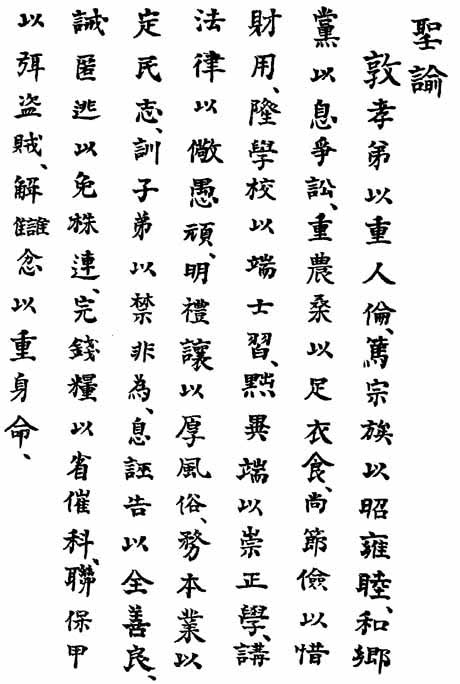 聖諭
敦孝弟以重人倫、篤宗族以昭雍睦、和鄉
黨以息爭訟、重農桑以足衣食、尚節儉以惜
財用、隆學校以端士習、黜異端以崇正學、講
法律以儆愚頑、明禮讓以厚風俗、務本業以
定民志、訓子弟以禁非為、息誣告以全善良、
誡匿逃以免株連、完錢糧以省催科、聯保甲
以弭盜賊、解讎忿以重身命、